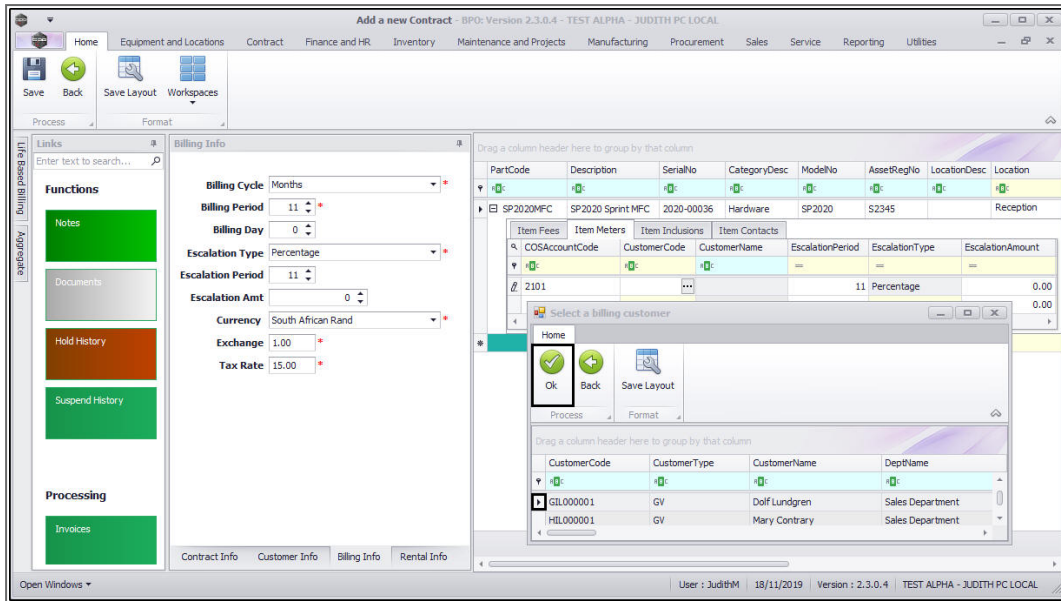 Add a new Contract - BPO: Version 2.3.0.4 - TEST ALPHA - JUDITH PC LOCAL
Home Equipment and Locations Contract Finance and HR Inventory Maintenance and Projects Manufacturing Procurement Sales Service Reporting Utilities
Save Back Save Layout Workspaces
Process Format
Life Based Billing
Aggregate
Links
Enter text to search...
Functions
Notes
Documents
Hold History
Suspend History
Processing
Invoices
Billing Info
Billing Cycle Months *
Billing Period 11 *
Billing Day 0
Escalation Type Percentage *
Escalation Period 11
Escalation Amt 0
Currency South African Rand *
Exchange 1.00 *
Tax Rate 15.00 *
Contract Info Customer Info Billing Info Rental Info
Drag a column header here to group by that column
PartCode Description SerialNo CategoryDesc ModelNo AssetRegNo LocationDesc Location
SP2020MFC SP2020 Sprint MFC 2020-00036 Hardware SP2020 S2345 Reception
Item Fees Item Meters Item Inclusions Item Contacts
COSAccountCode CustomerCode CustomerName EscalationPeriod EscalationType EscalationAmount
= = =
2101 ... 11 Percentage 0.00
0.00
Select a billing customer
Home
Ok Back Save Layout
Process Format
Drag a column header here to group by that column
CustomerCode CustomerType CustomerName DeptName
GIL000001 GV Dolf Lundgren Sales Department
HIL000001 GV Mary Contrary Sales Department
Open Windows User : JudithM 18/11/2019 Version : 2.3.0.4 TEST ALPHA - JUDITH PC LOCAL